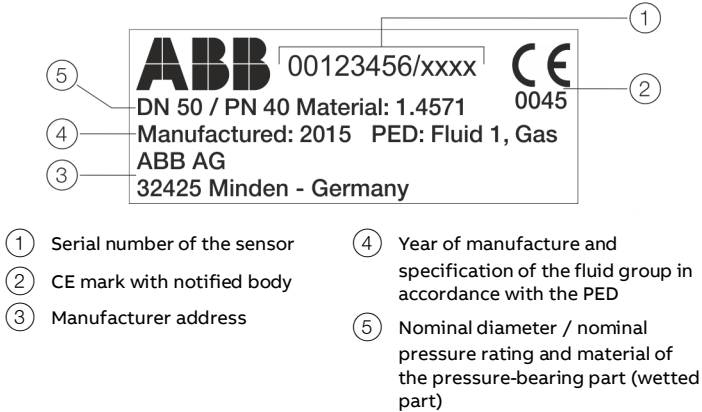 1
ABB 00123456/xxxx CE
5
DN 50 / PN 40 Material: 1.4571 0045
2
4
Manufactured: 2015 PED: Fluid 1, Gas
ABB AG
3
32425 Minden - Germany
1 Serial number of the sensor
2 CE mark with notified body
3 Manufacturer address
4 Year of manufacture and
specification of the fluid group in
accordance with the PED
5 Nominal diameter / nominal
pressure rating and material of
the pressure-bearing part (wetted
part)